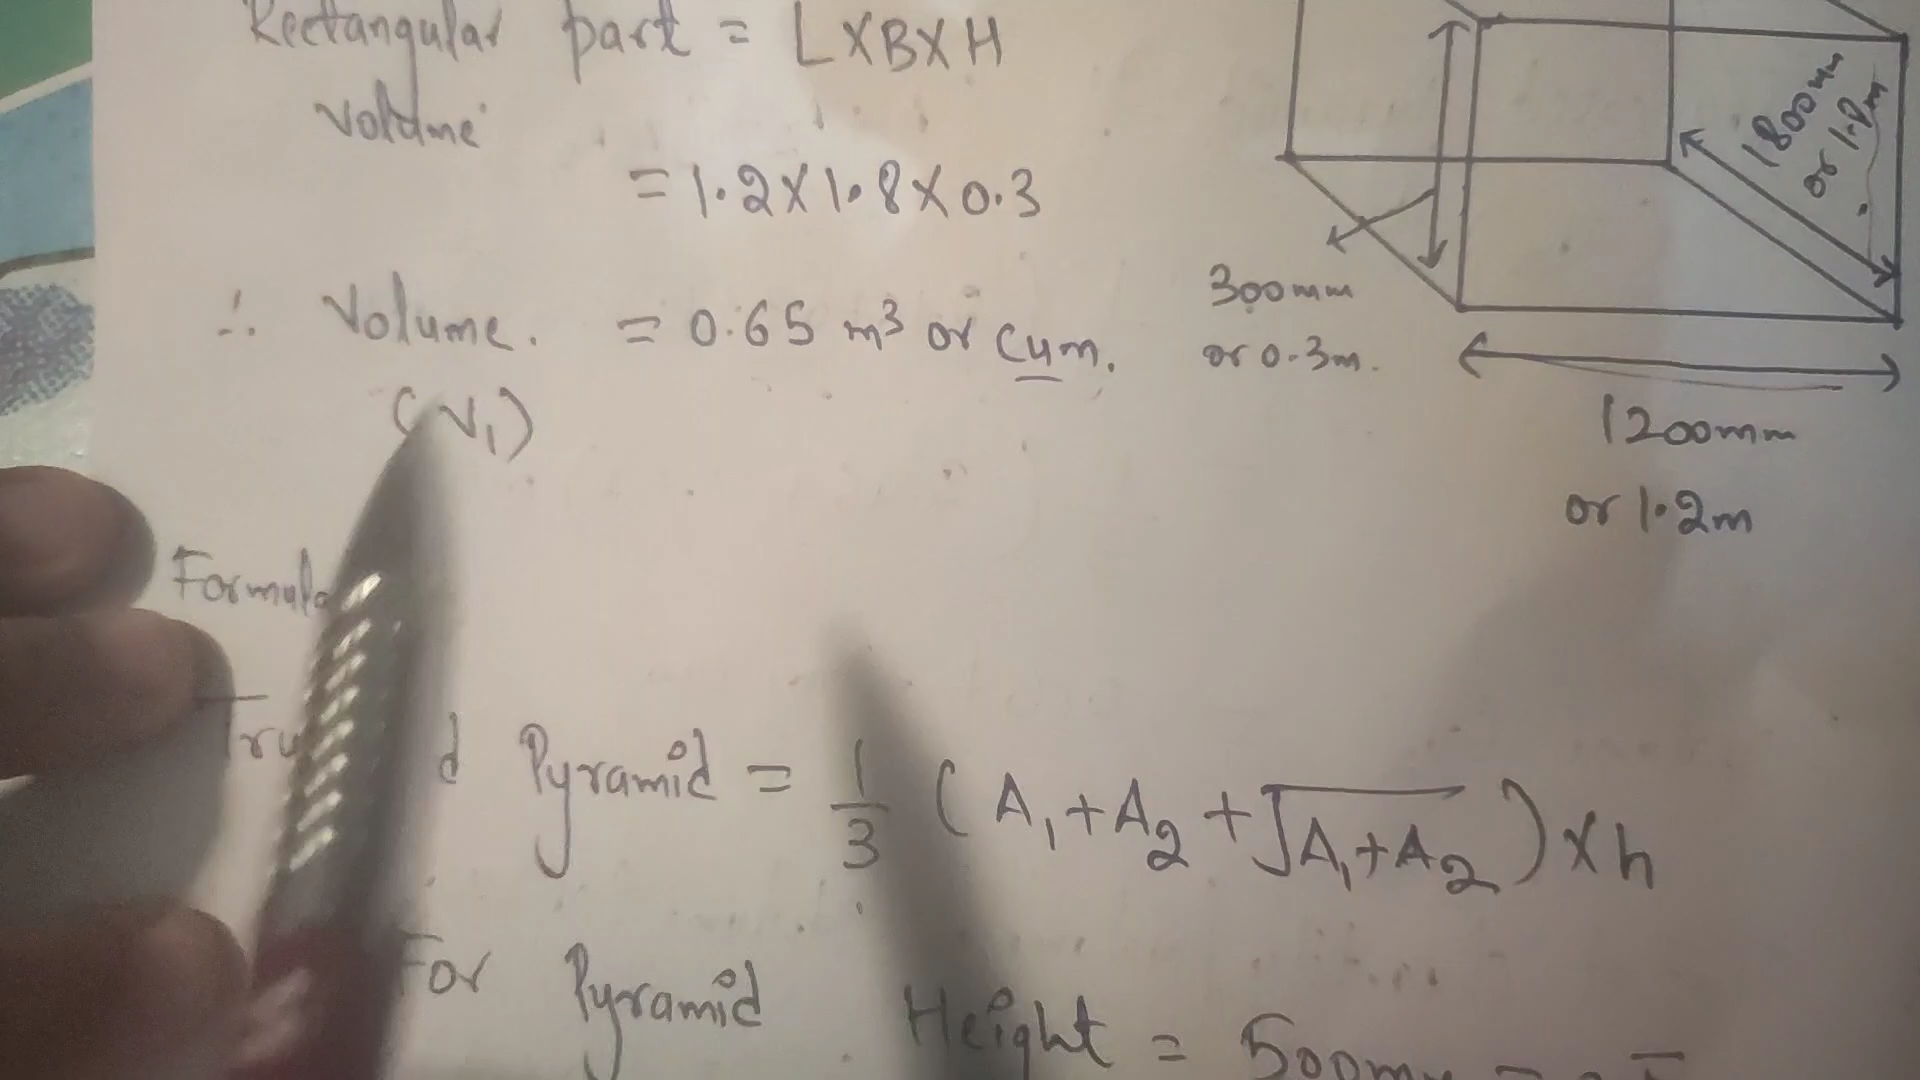 Rectangular part = L X B X H
volume
= 1.2 X 1.8 X 0.3
∴ Volume. = 0.65 m³ or cum.
(V₁)
1800mm
or 1.8m
300mm
or 0.3m.
1200mm
or 1.2m
Formula
Pyramid = 1/3 (A₁+A₂+√A₁+A₂) X h
For Pyramid Height =